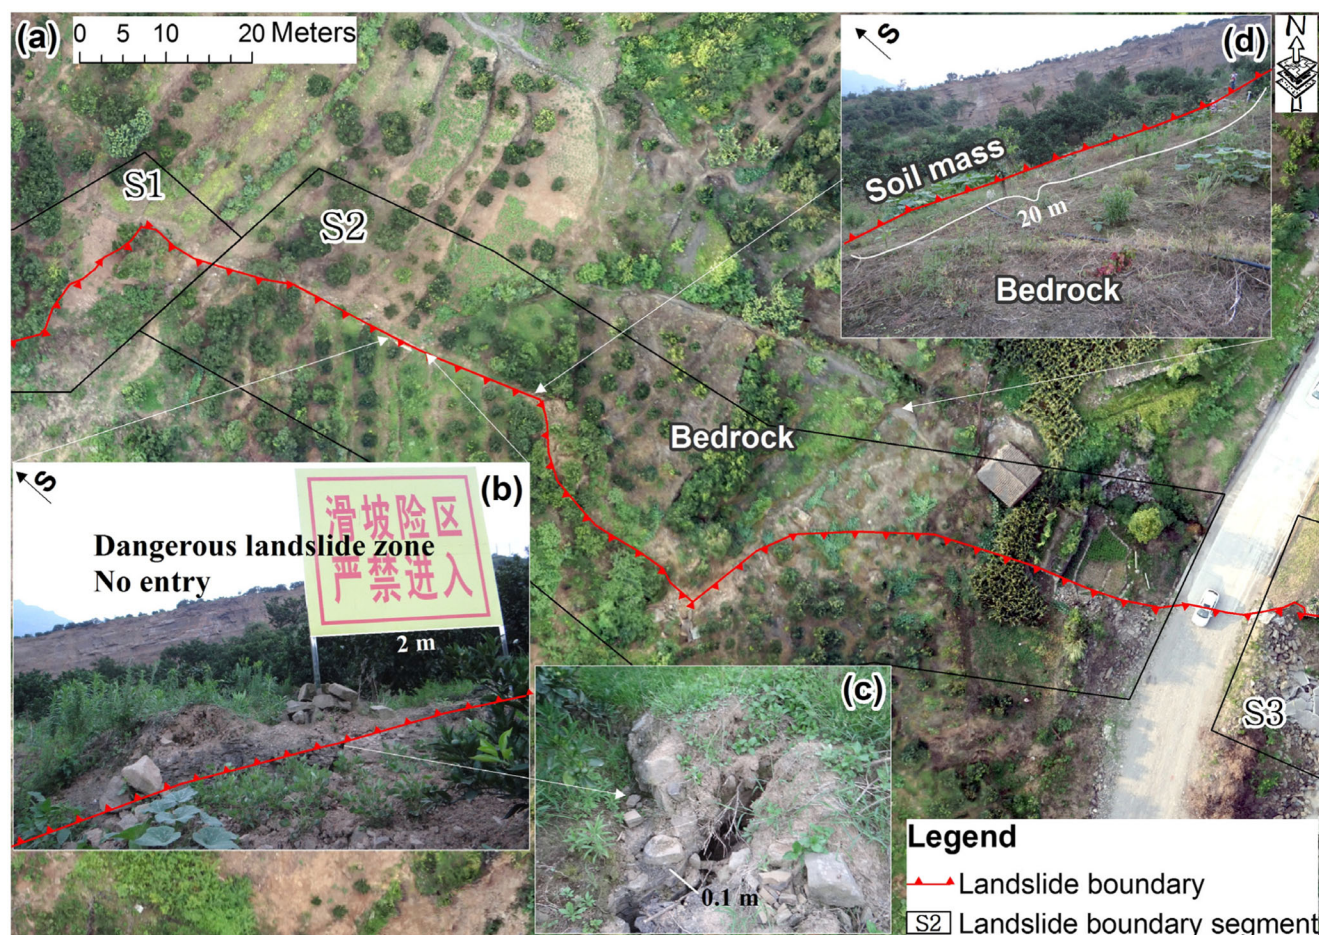 (a)
0 5 10 20 Meters
S1
S2
Bedrock
S3
(d)
S
N
Soil mass
20 m
Bedrock
(b)
S
滑坡险区
严禁进入
Dangerous landslide zone
No entry
2 m
(c)
0.1 m
Legend
Landslide boundary
S2 Landslide boundary segment